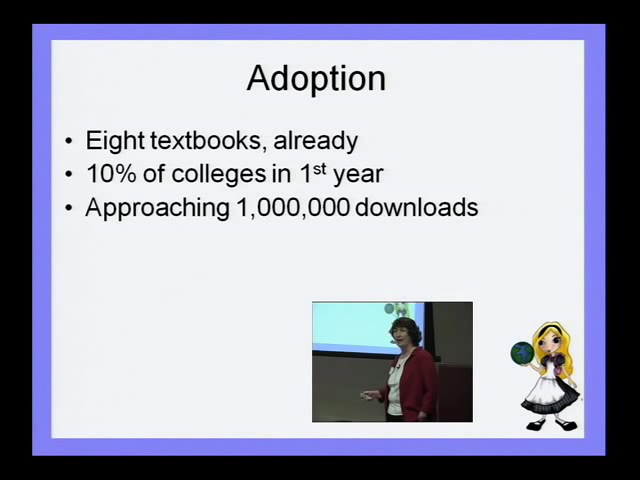 Adoption
• Eight textbooks, already
• 10% of colleges in 1st year
• Approaching 1,000,000 downloads